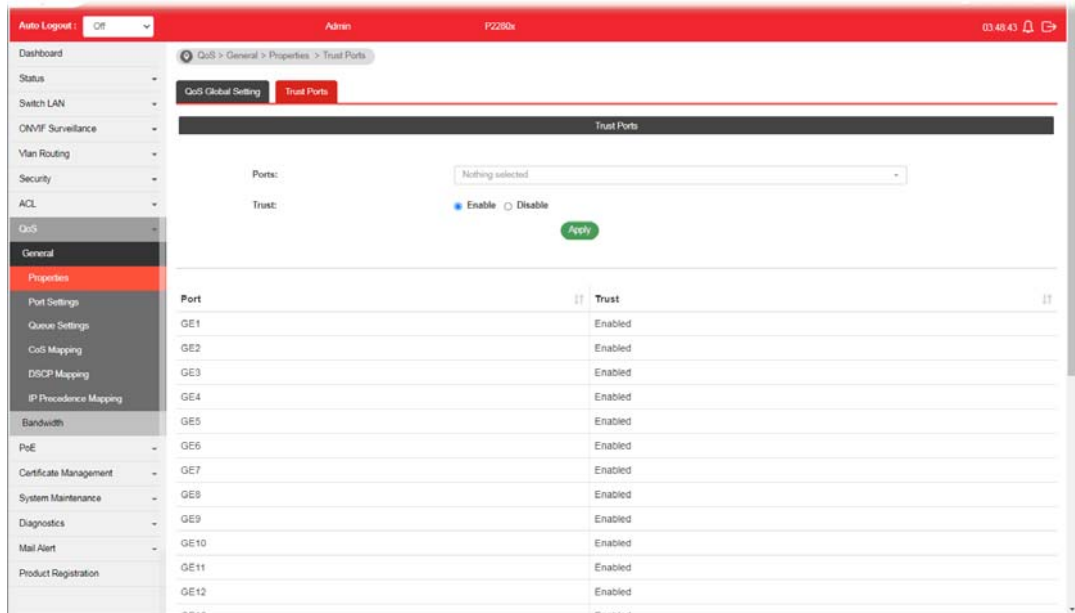 Auto Logout : Off Admin P2280x 03:48:43
Dashboard
Status
Switch LAN
ONVIF Surveillance
Vlan Routing
Security
ACL
QoS
General
Properties
Port Settings
Queue Settings
CoS Mapping
DSCP Mapping
IP Precedence Mapping
Bandwidth
PoE
Certificate Management
System Maintenance
Diagnostics
Mail Alert
Product Registration
QoS > General > Properties > Trust Ports
QoS Global Setting Trust Ports
Trust Ports
Ports: Nothing selected
Trust: Enable Disable
Apply
Port Trust
GE1 Enabled
GE2 Enabled
GE3 Enabled
GE4 Enabled
GE5 Enabled
GE6 Enabled
GE7 Enabled
GE8 Enabled
GE9 Enabled
GE10 Enabled
GE11 Enabled
GE12 Enabled